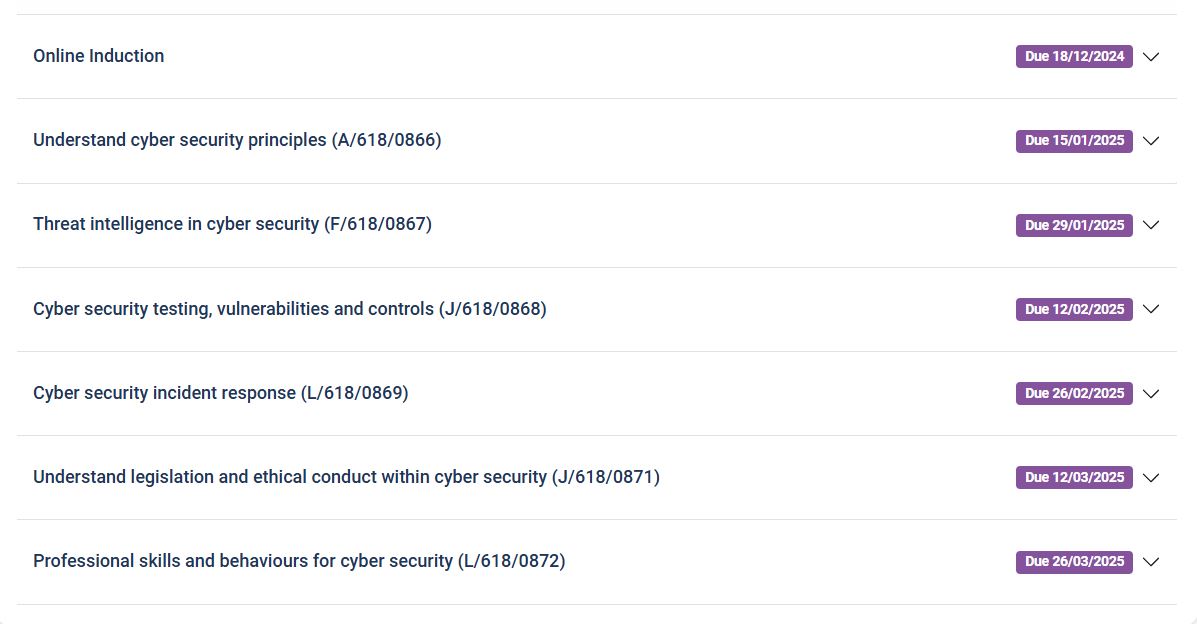 Online Induction Due 18/12/2024
Understand cyber security principles (A/618/0866) Due 15/01/2025
Threat intelligence in cyber security (F/618/0867) Due 29/01/2025
Cyber security testing, vulnerabilities and controls (J/618/0868) Due 12/02/2025
Cyber security incident response (L/618/0869) Due 26/02/2025
Understand legislation and ethical conduct within cyber security (J/618/0871) Due 12/03/2025
Professional skills and behaviours for cyber security (L/618/0872) Due 26/03/2025